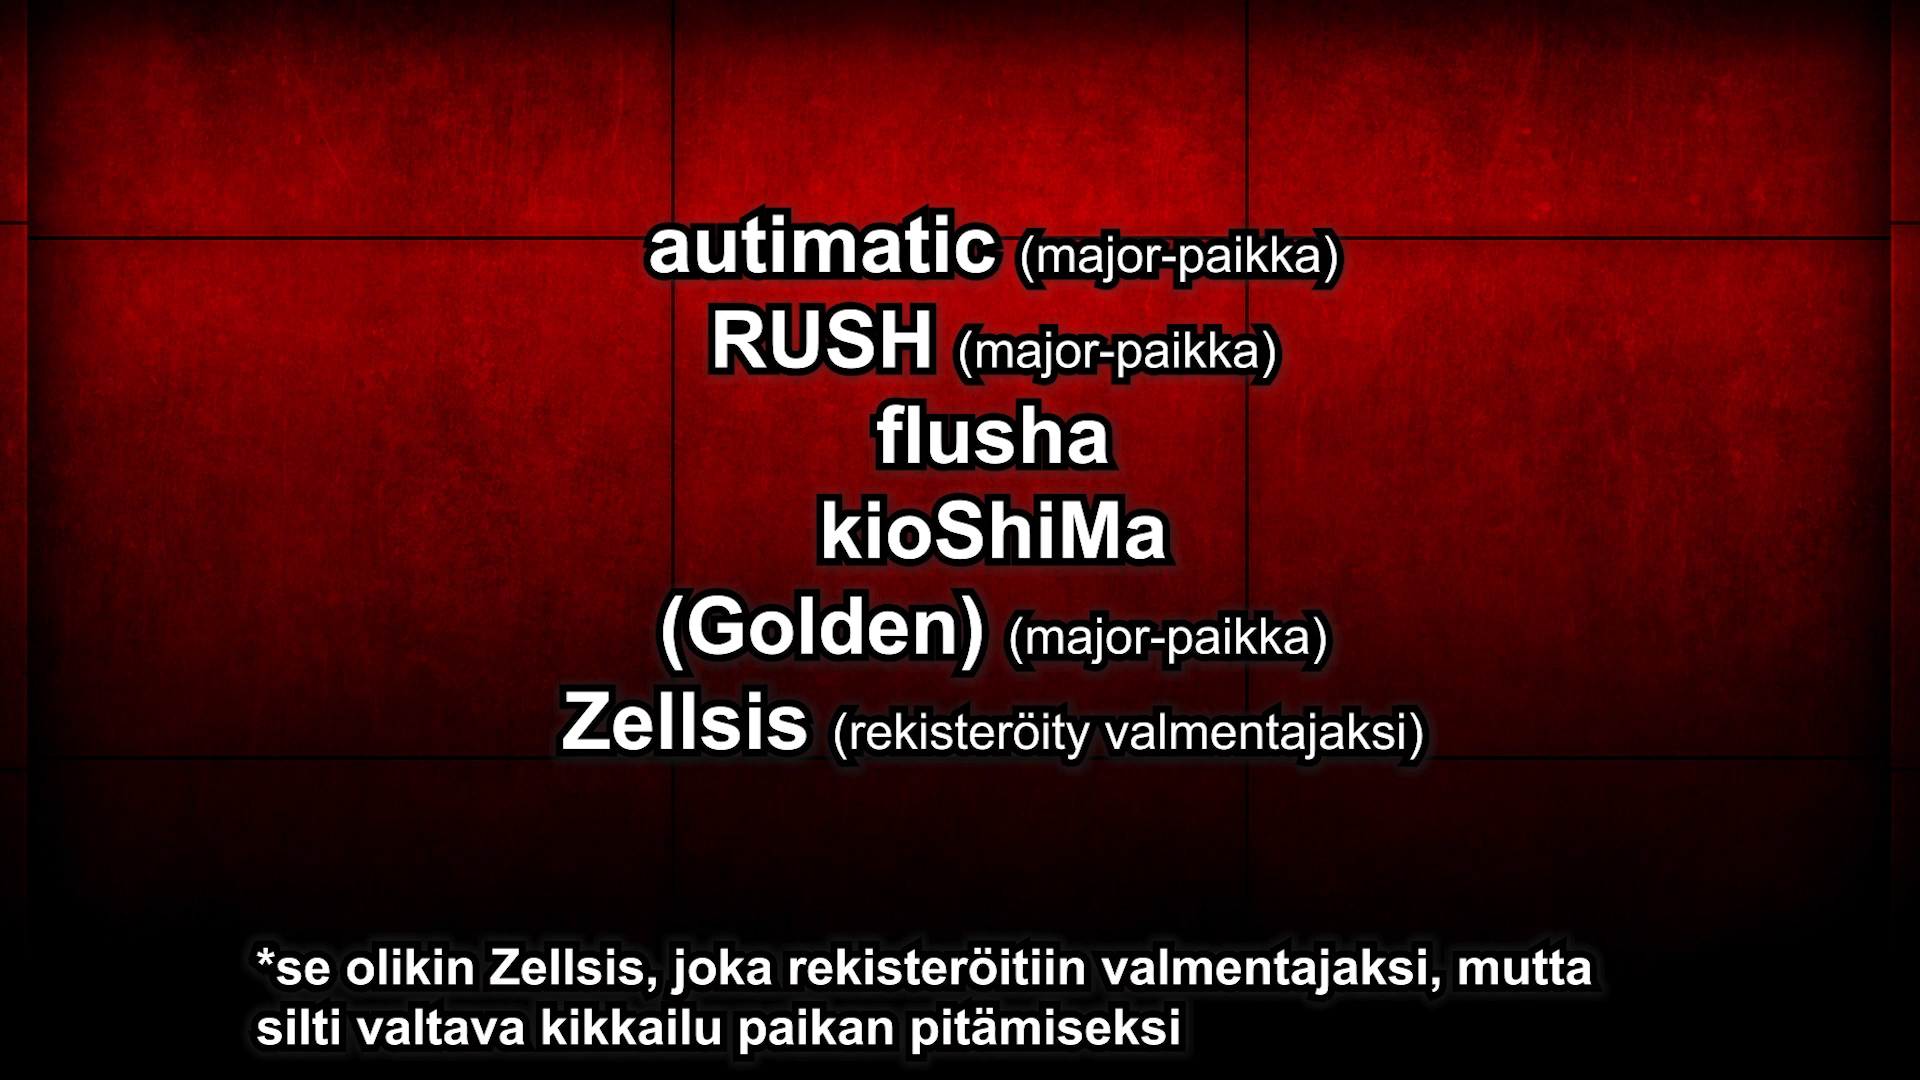 autimatic (major-paikka)
RUSH (major-paikka)
flusha
kioShiMa
(Golden) (major-paikka)
Zellsis (rekisteröity valmentajaksi)
*se olikin Zellsis, joka rekisteröitiin valmentajaksi, mutta
silti valtava kikkailu paikan pitämiseksi